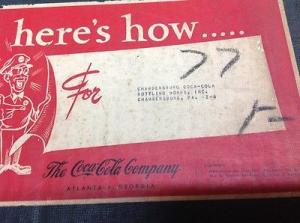 here's how.....
77
For
CHAMBERSBURG COCA-COLA
BOTTLING WORKS, INC.
CHAMBERSBURG, PA.
The Coca-Cola Company
ATLANTA, GEORGIA